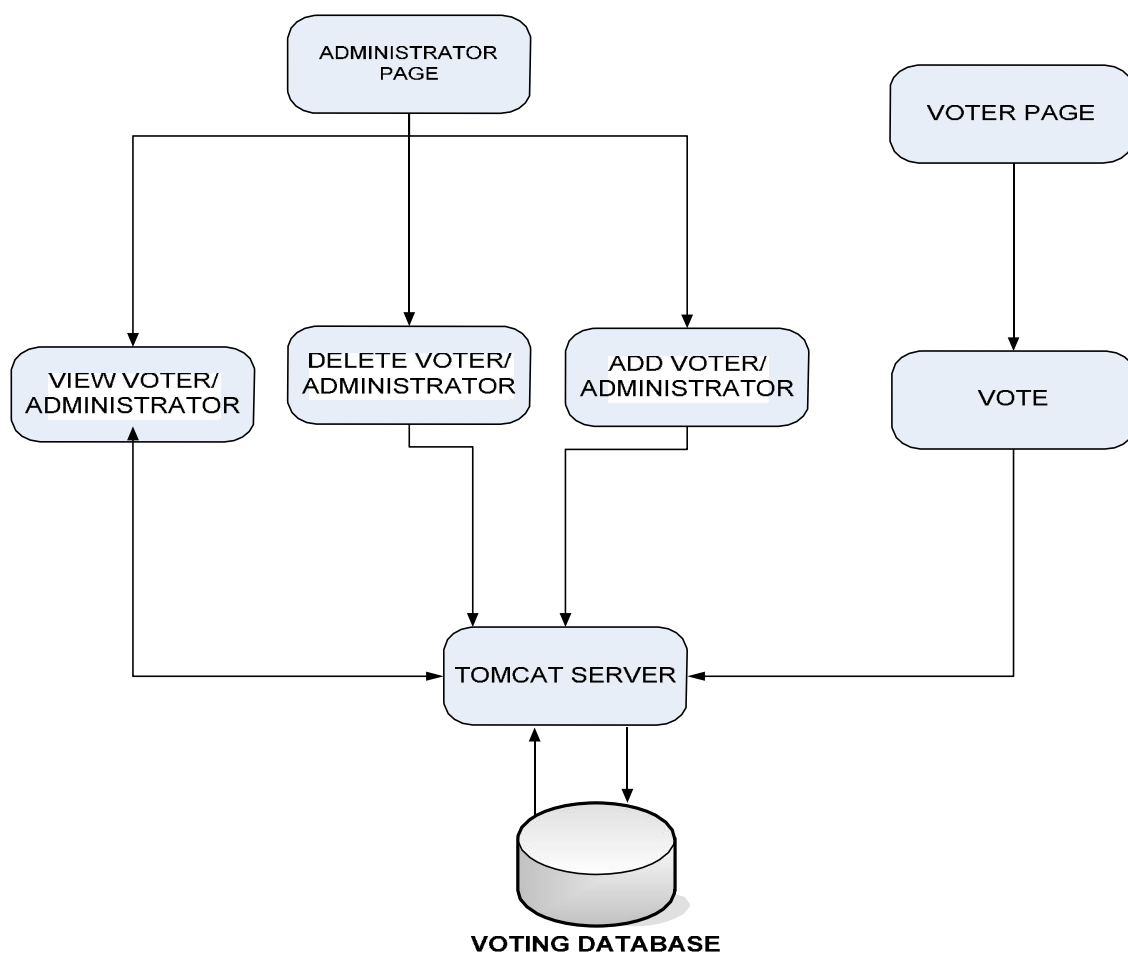 ADMINISTRATOR
PAGE
VOTER PAGE
VIEW VOTER/
ADMINISTRATOR
DELETE VOTER/
ADMINISTRATOR
ADD VOTER/
ADMINISTRATOR
VOTE
TOMCAT SERVER
VOTING DATABASE